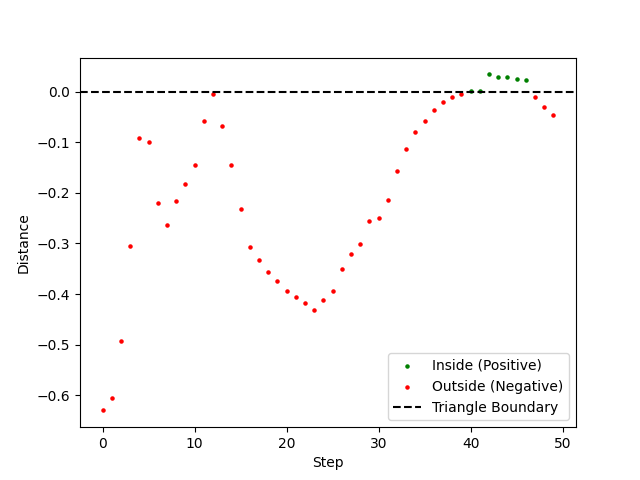 0.0
−0.1
−0.2
−0.3
−0.4
−0.5
−0.6
Distance
0 10 20 30 40 50
Step
Inside (Positive)
Outside (Negative)
Triangle Boundary